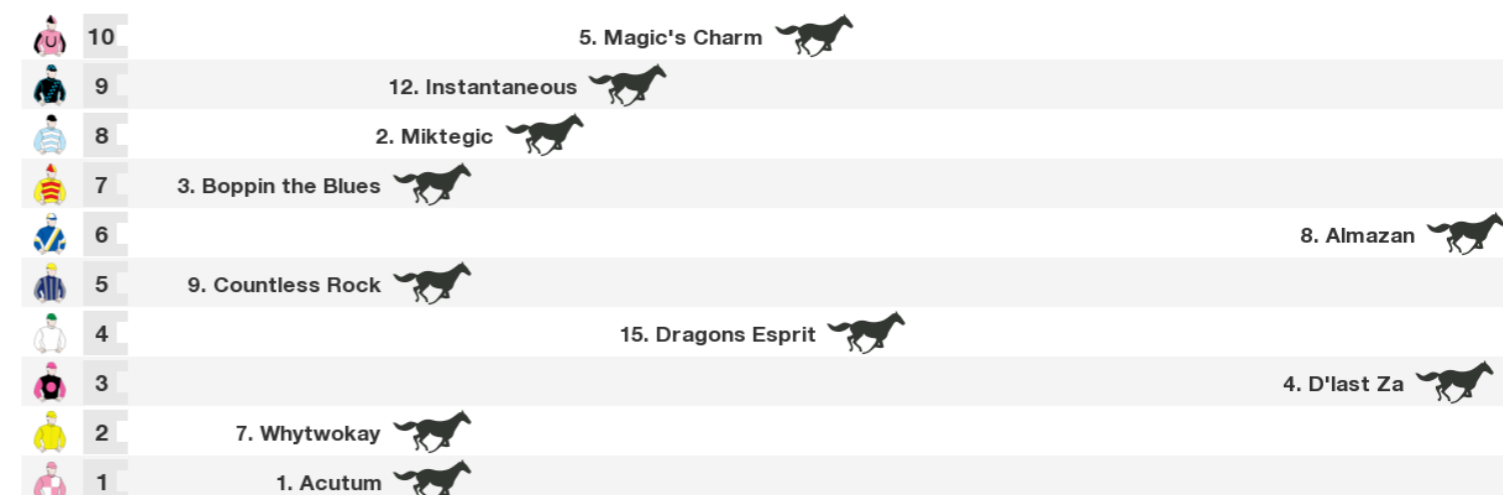 10 5. Magic's Charm
9 12. Instantaneous
8 2. Miktegic
7 3. Boppin the Blues
6 8. Almazan
5 9. Countless Rock
4 15. Dragons Esprit
3 4. D'last Za
2 7. Whytwokay
1 1. Acutum